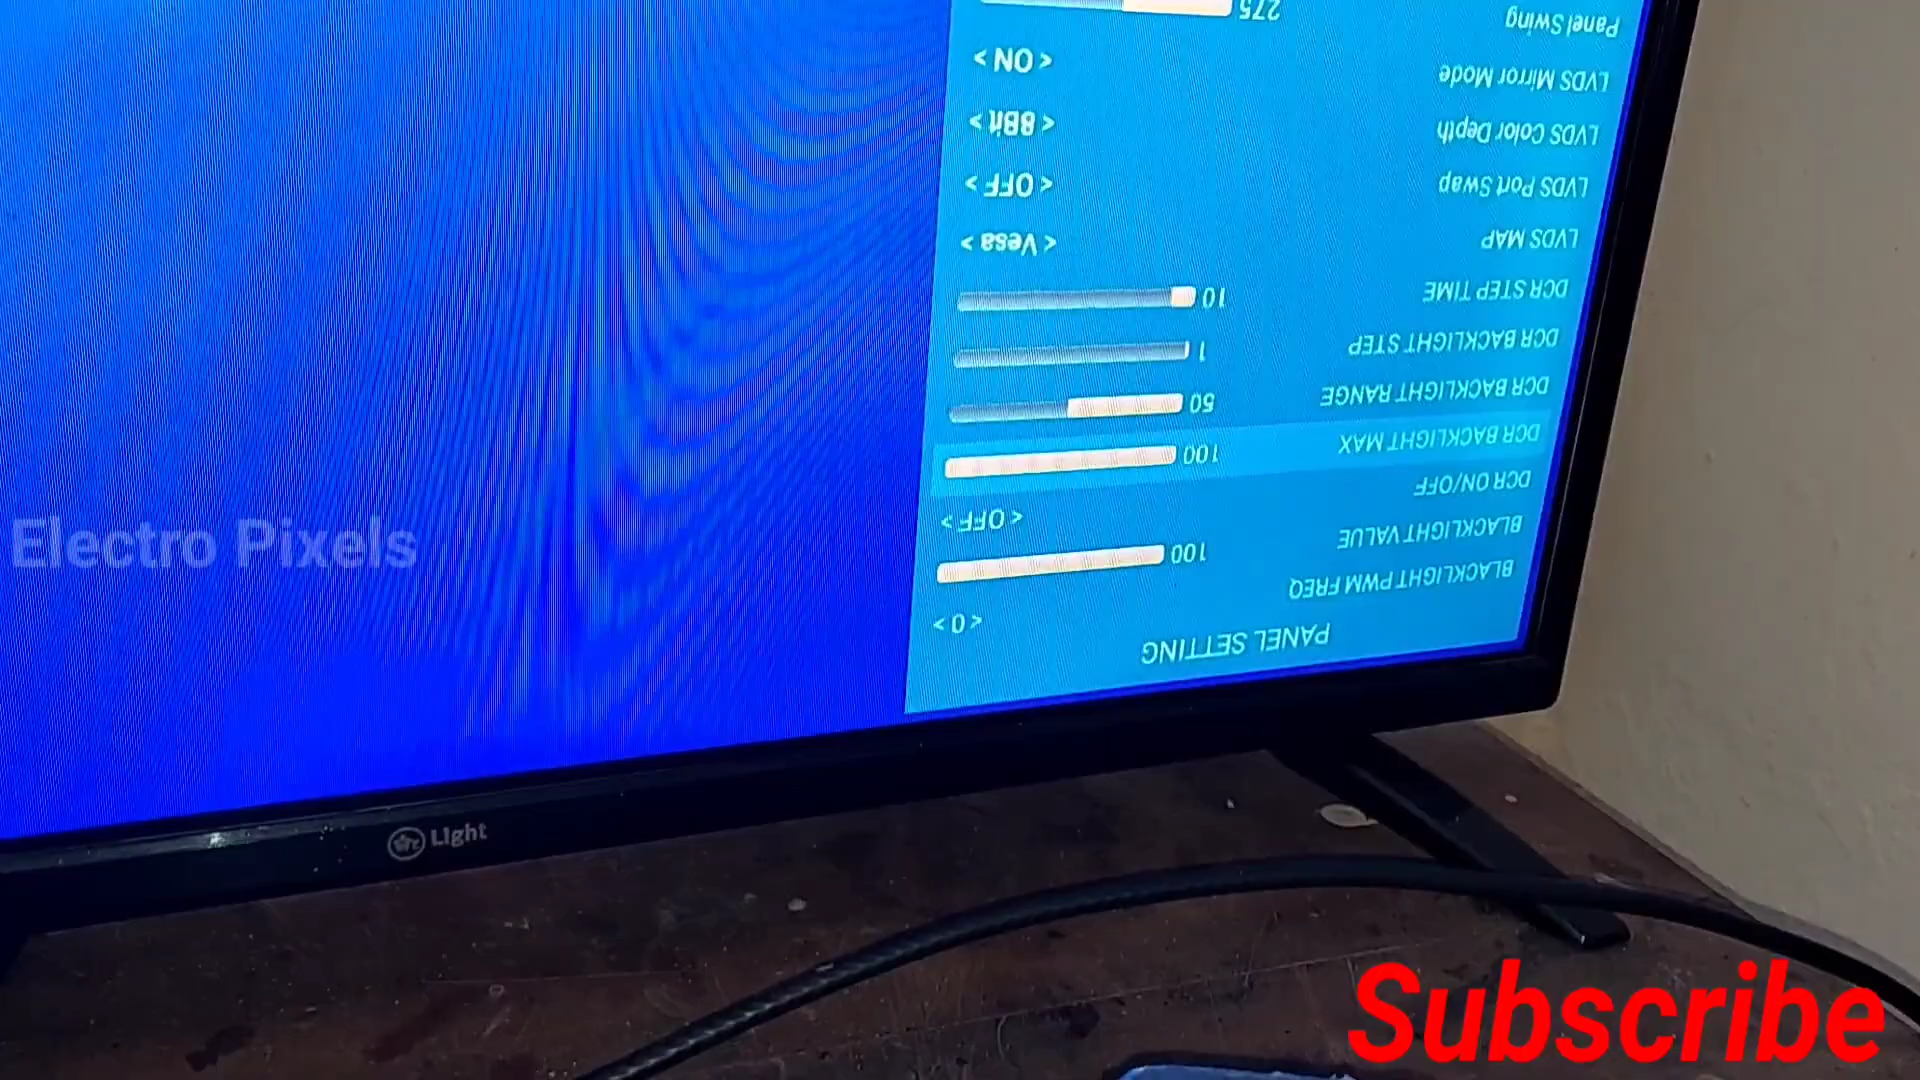 PANEL SETTING
BLACKLIGHT PWM FREQ < 0 >
BLACKLIGHT VALUE 100
DCR ON/OFF < OFF >
DCR BACKLIGHT MAX 100
DCR BACKLIGHT RANGE 50
DCR BACKLIGHT STEP 1
DCR STEP TIME 10
LVDS MAP < Vesa >
LVDS Port Swap < OFF >
LVDS Color Depth < 8Bit >
LVDS Mirror Mode < ON >
Panel Swing 275
Electro Pixels
Light
Subscribe